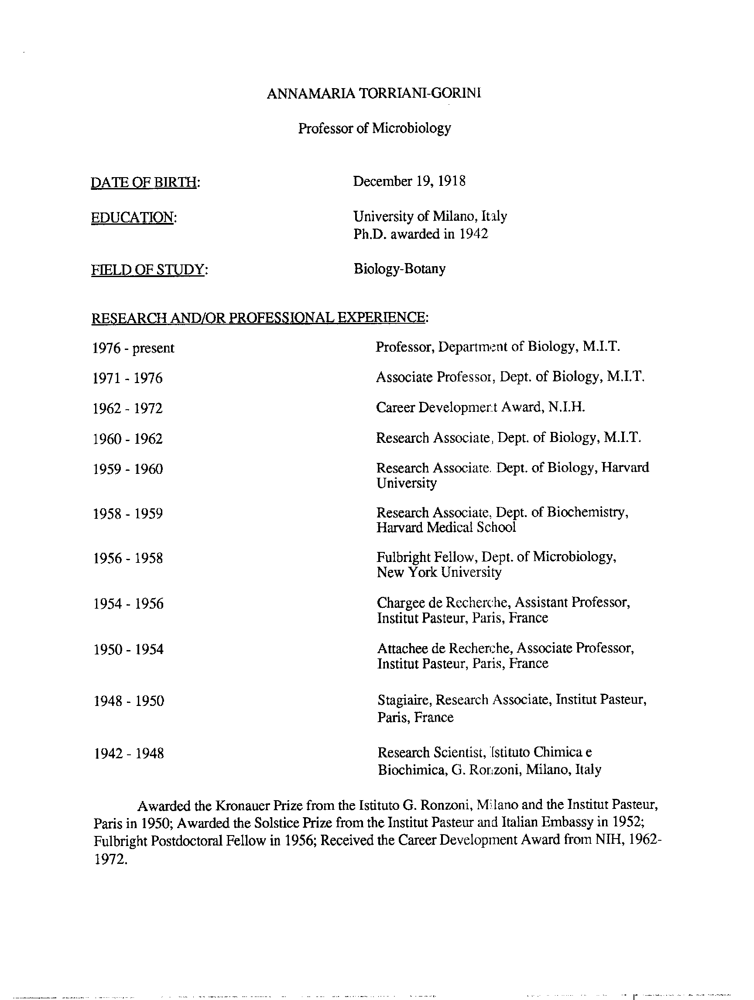 ANNAMARIA TORRIANI-GORINI
Professor of Microbiology
DATE OF BIRTH: December 19, 1918
EDUCATION: University of Milano, Italy
Ph.D. awarded in 1942
FIELD OF STUDY: Biology-Botany
RESEARCH AND/OR PROFESSIONAL EXPERIENCE:
1976 - present Professor, Department of Biology, M.I.T.
1971 - 1976 Associate Professor, Dept. of Biology, M.I.T.
1962 - 1972 Career Development Award, N.I.H.
1960 - 1962 Research Associate, Dept. of Biology, M.I.T.
1959 - 1960 Research Associate. Dept. of Biology, Harvard
University
1958 - 1959 Research Associate, Dept. of Biochemistry,
Harvard Medical School
1956 - 1958 Fulbright Fellow, Dept. of Microbiology,
New York University
1954 - 1956 Chargee de Recherche, Assistant Professor,
Institut Pasteur, Paris, France
1950 - 1954 Attachee de Recherche, Associate Professor,
Institut Pasteur, Paris, France
1948 - 1950 Stagiaire, Research Associate, Institut Pasteur,
Paris, France
1942 - 1948 Research Scientist, Istituto Chimica e
Biochimica, G. Ronzoni, Milano, Italy
Awarded the Kronauer Prize from the Istituto G. Ronzoni, Milano and the Institut Pasteur,
Paris in 1950; Awarded the Solstice Prize from the Institut Pasteur and Italian Embassy in 1952;
Fulbright Postdoctoral Fellow in 1956; Received the Career Development Award from NIH, 1962-
1972.